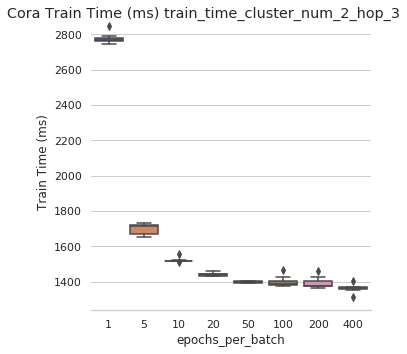 Cora Train Time (ms) train_time_cluster_num_2_hop_3
2800
2600
2400
2200
2000
1800
1600
1400
Train Time (ms)
1 5 10 20 50 100 200 400
epochs_per_batch